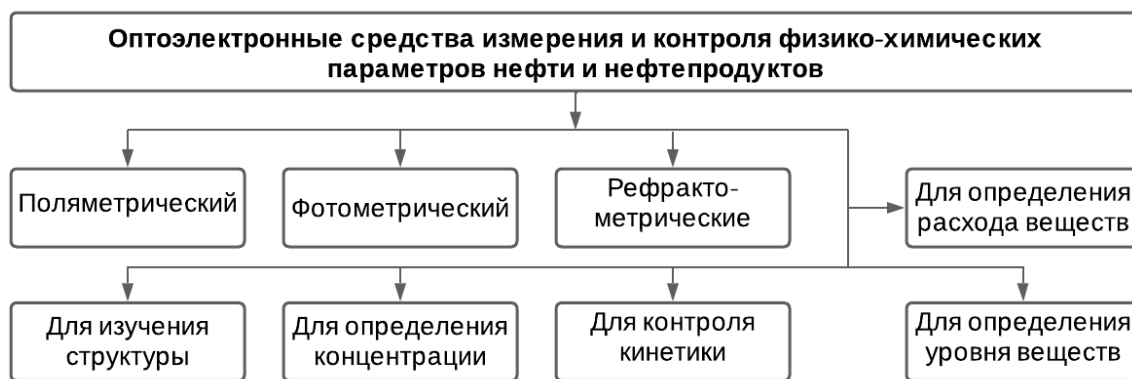 Оптоэлектронные средства измерения и контроля физико-химических
параметров нефти и нефтепродуктов
Поляметрический
Фотометрический
Рефракто-
метрические
Для определения
расхода веществ
Для изучения
структуры
Для определения
концентрации
Для контроля
кинетики
Для определения
уровня веществ